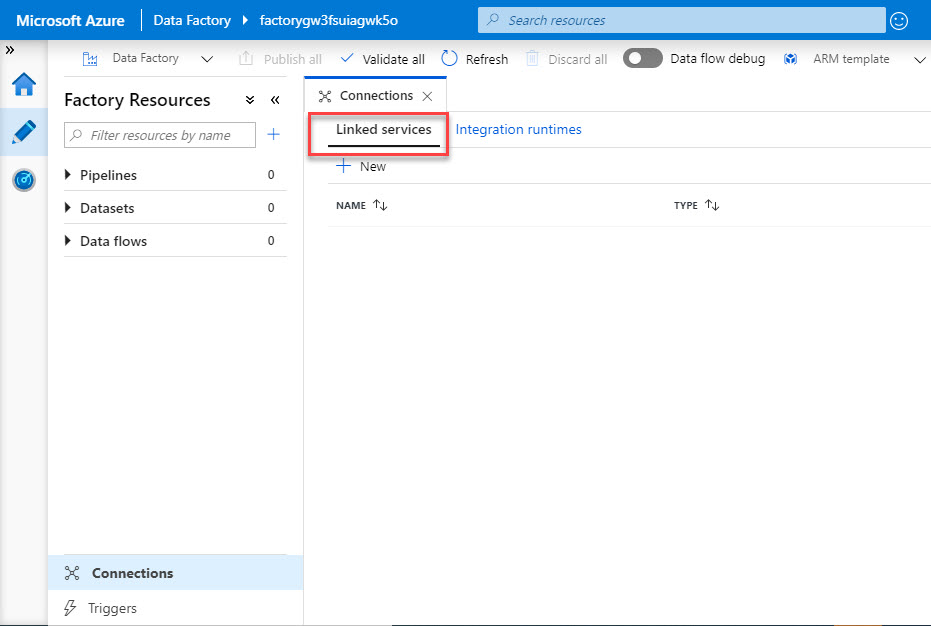 Microsoft Azure Data Factory factorygw3fsuiagwk5o Search resources
» Data Factory Publish all Validate all Refresh Discard all Data flow debug ARM template
Factory Resources
Filter resources by name
Pipelines 0
Datasets 0
Data flows 0
Connections
Triggers
Connections
Linked services Integration runtimes
New
NAME TYPE